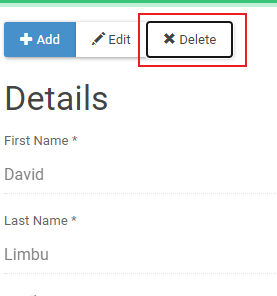 Add Edit Delete
Details
First Name *
David
Last Name *
Limbu